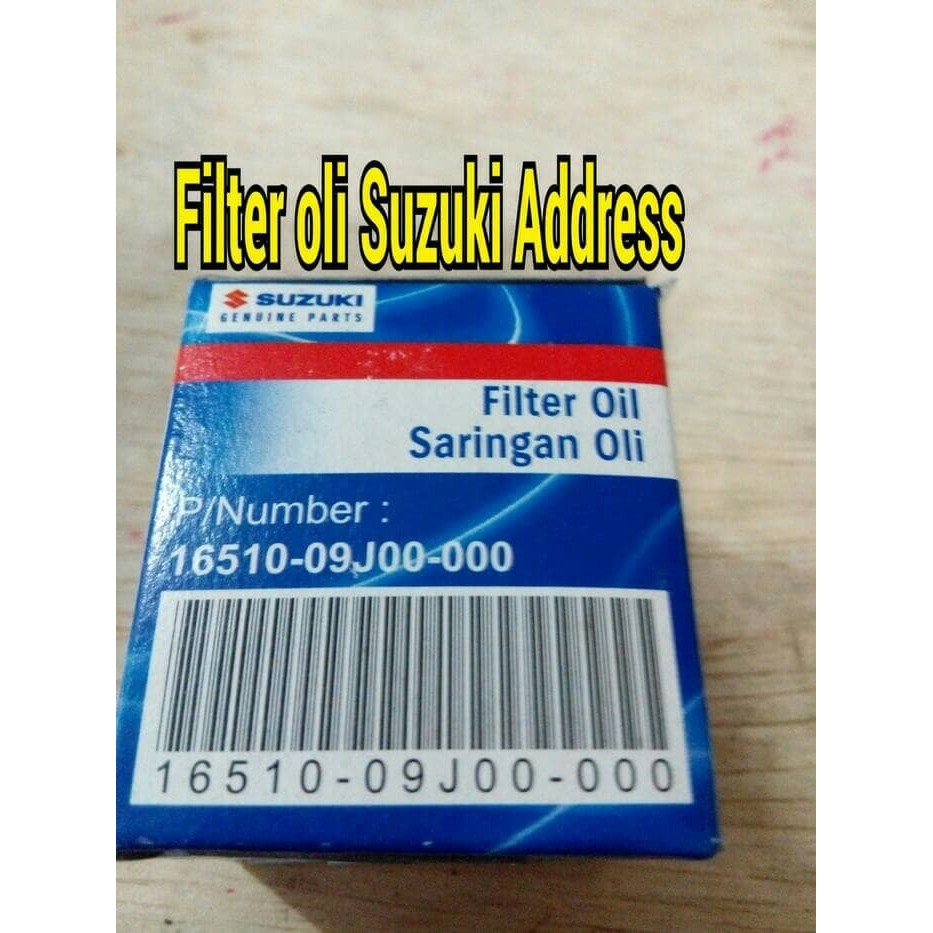 Filter oli Suzuki Address
SUZUKI
GENUINE PARTS
Filter Oil
Saringan Oli
P/Number :
16510-09J00-000
16510-09J00-000